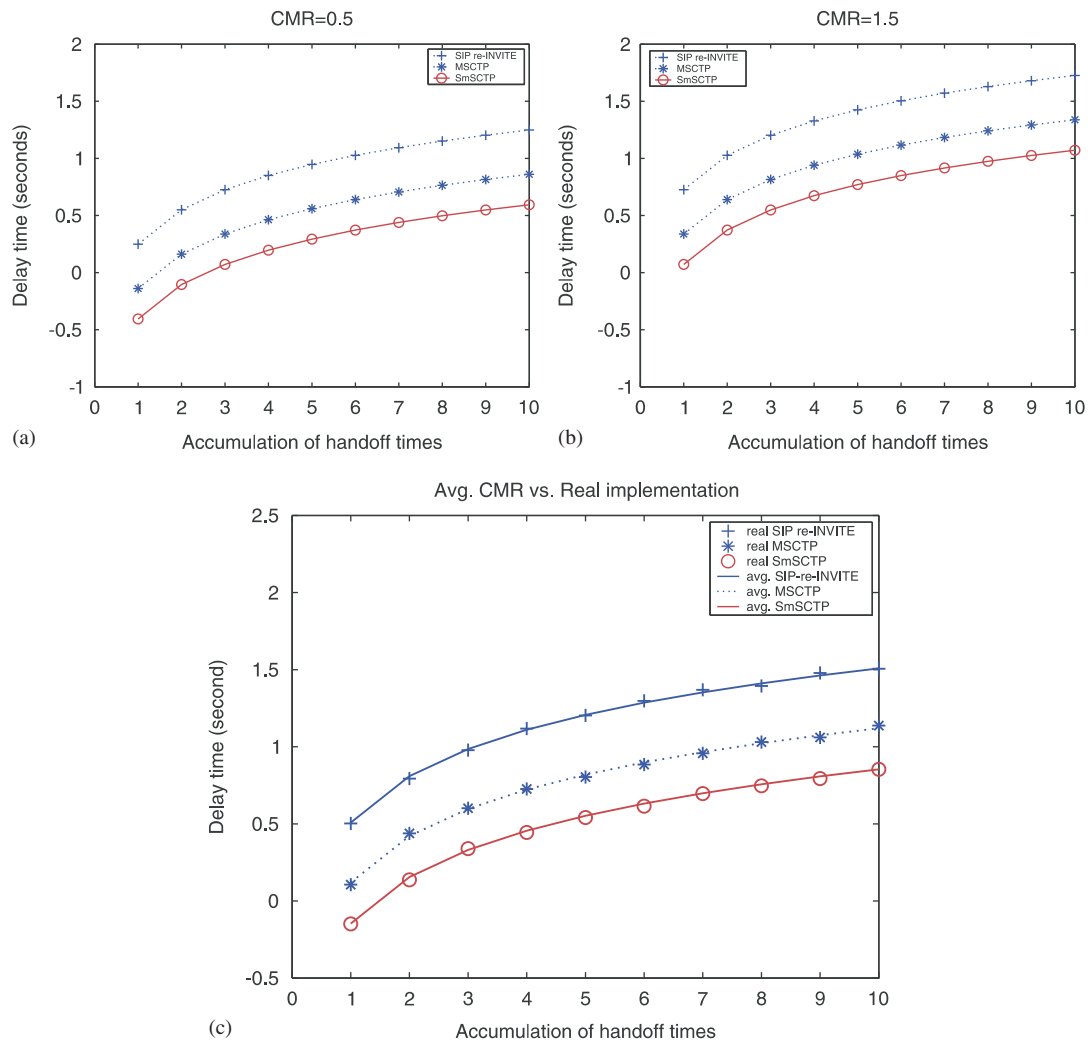 CMR=0.5
2
1.5
1
0.5
0
-0.5
-1
Delay time (seconds)
SIP re-INVITE
MSCTP
SmSCTP
0 1 2 3 4 5 6 7 8 9 10
Accumulation of handoff times
(a)
CMR=1.5
2
1.5
1
0.5
0
-0.5
-1
Delay time (seconds)
SIP re-INVITE
MSCTP
SmSCTP
0 1 2 3 4 5 6 7 8 9 10
Accumulation of handoff times
(b)
Avg. CMR vs. Real implementation
2.5
2
1.5
1
0.5
0
-0.5
Delay time (second)
real SIP re-INVITE
real MSCTP
real SmSCTP
avg. SIP-re-INVITE
avg. MSCTP
avg. SmSCTP
0 1 2 3 4 5 6 7 8 9 10
Accumulation of handoff times
(c)